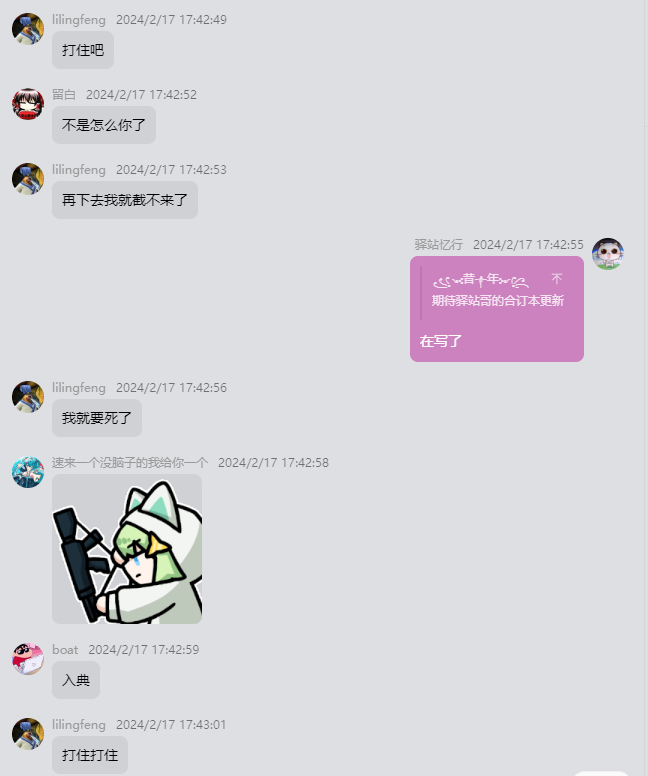 lilingfeng 2024/2/17 17:42:49
打住吧
留白 2024/2/17 17:42:52
不是怎么你了
lilingfeng 2024/2/17 17:42:53
再下去我就截不来了
驿站忆行 2024/2/17 17:42:55
昔十年 不
期待驿站哥的合订本更新
在写了
lilingfeng 2024/2/17 17:42:56
我就要死了
速来一个没脑子的我给你一个 2024/2/17 17:42:58
boat 2024/2/17 17:42:59
入典
lilingfeng 2024/2/17 17:43:01
打住打住